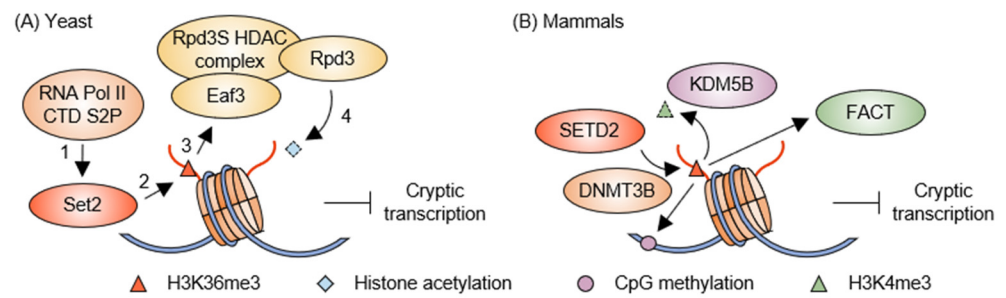 (A) Yeast
Rpd3S HDAC
complex
Rpd3
Eaf3
RNA Pol II
CTD S2P
1
2
3
4
Set2
Cryptic
transcription
(B) Mammals
KDM5B
FACT
SETD2
DNMT3B
Cryptic
transcription
H3K36me3
Histone acetylation
CpG methylation
H3K4me3